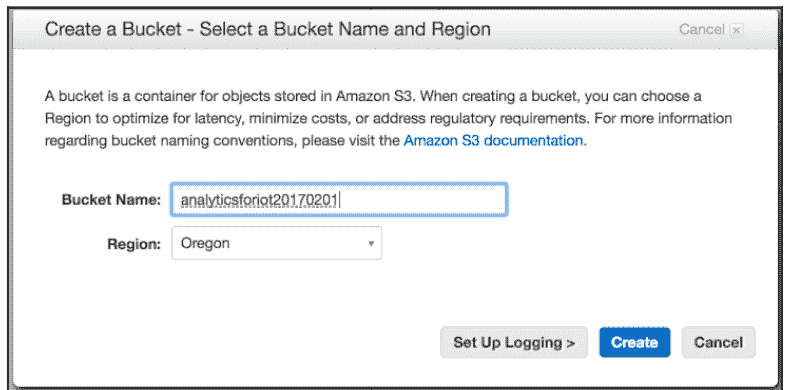 Create a Bucket - Select a Bucket Name and Region
Cancel ×
A bucket is a container for objects stored in Amazon S3. When creating a bucket, you can choose a
Region to optimize for latency, minimize costs, or address regulatory requirements. For more information
regarding bucket naming conventions, please visit the Amazon S3 documentation.
Bucket Name: analyticsforiot20170201
Region: Oregon
Set Up Logging > Create Cancel